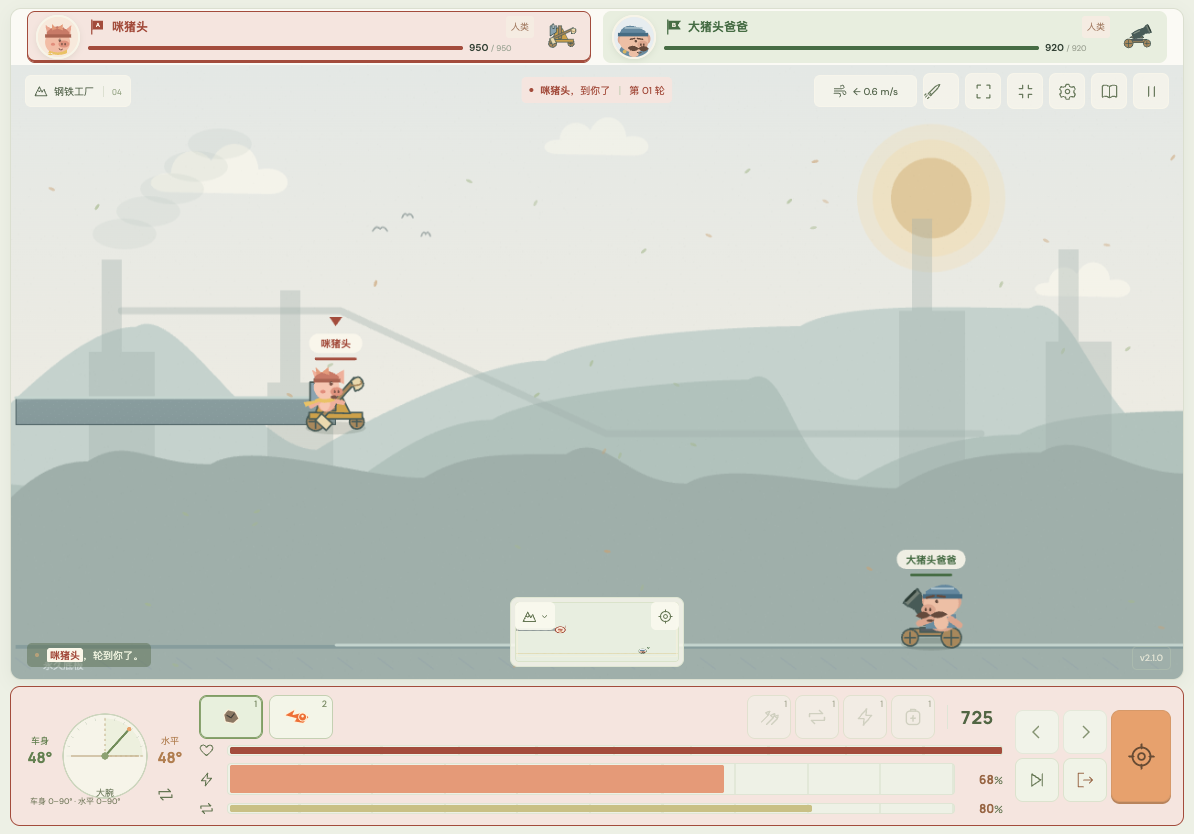 咪猪头
人类
950 / 950
大猪头爸爸
人类
920 / 920
钢铁工厂 04
咪猪头，到你了 第 01 轮
← 0.6 m/s
咪猪头
大猪头爸爸
咪猪头，轮到你了。
v2.1.0
车身
48°
水平
48°
大腕
车身 0–90° · 水平 0–90°
1
2
1
1
1
1
725
68%
80%